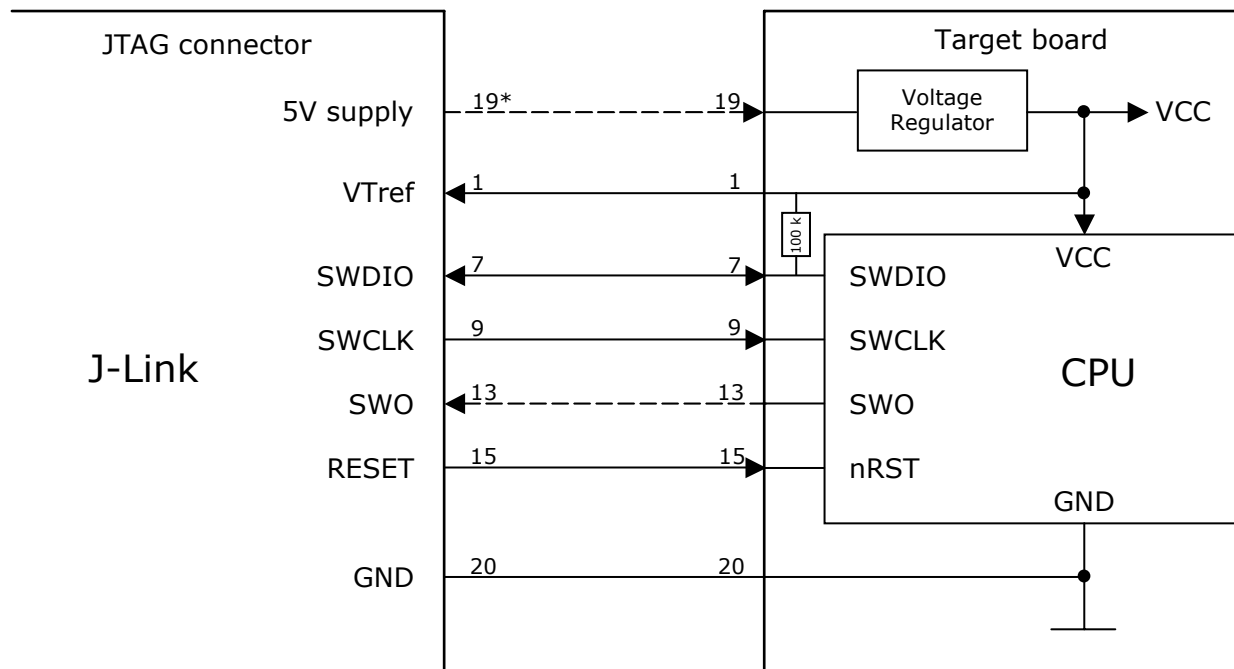 JTAG connector
Target board
5V supply
19*
19
Voltage
Regulator
VCC
VTref
1
1
100 k
VCC
SWDIO
7
7
SWDIO
SWCLK
9
9
SWCLK
J-Link
CPU
SWO
13
13
SWO
RESET
15
15
nRST
GND
GND
20
20